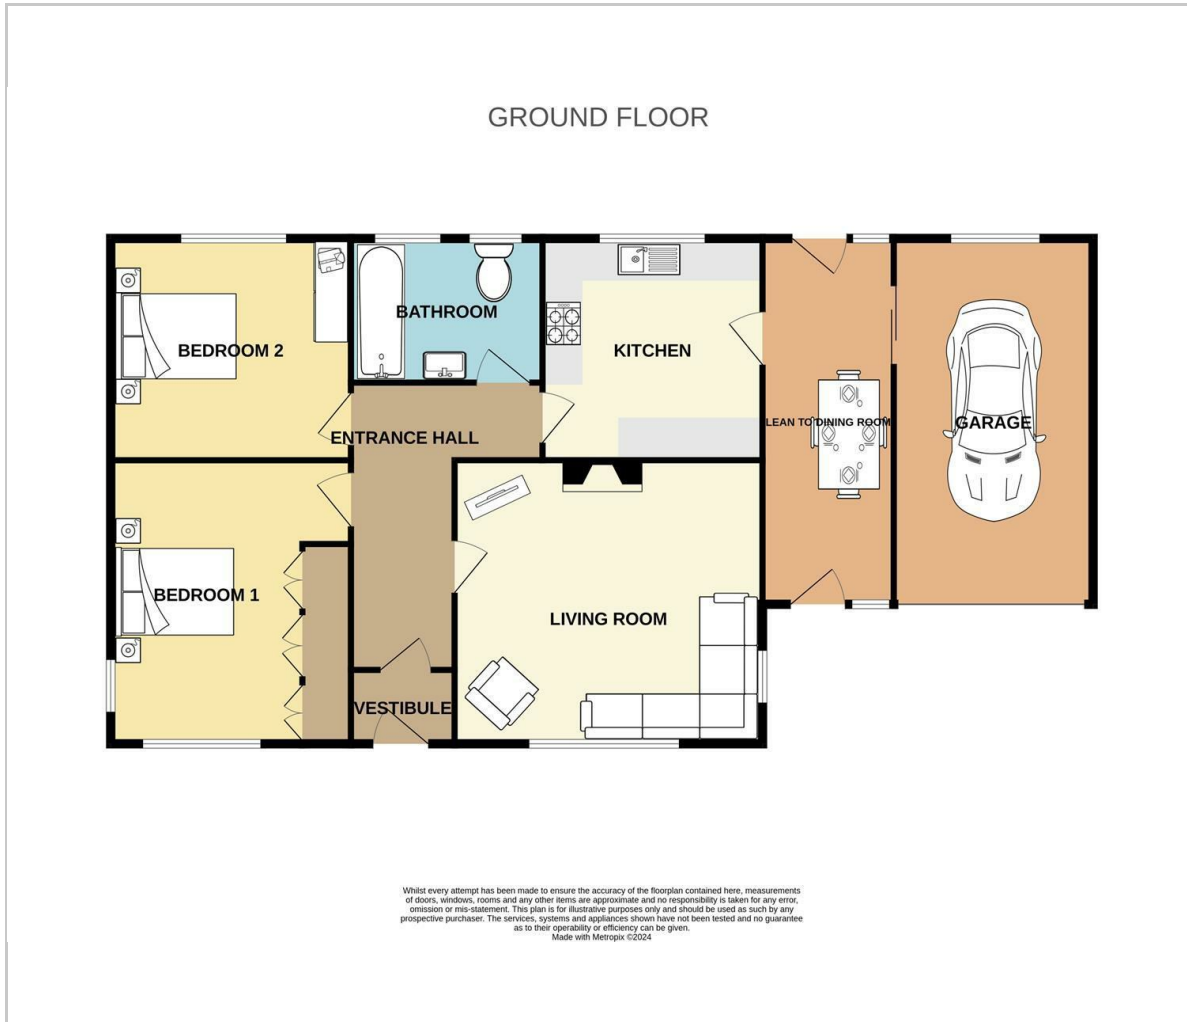 GROUND FLOOR
BATHROOM
BEDROOM 2
KITCHEN
LEAN TO DINING ROOM
GARAGE
ENTRANCE HALL
BEDROOM 1
LIVING ROOM
VESTIBULE
Whilst every attempt has been made to ensure the accuracy of the floorplan contained here, measurements
of doors, windows, rooms and any other items are approximate and no responsibility is taken for any error,
omission or mis-statement. This plan is for illustrative purposes only and should be used as such by any
prospective purchaser. The services, systems and appliances shown have not been tested and no guarantee
as to their operability or efficiency can be given.
Made with Metropix ©2024